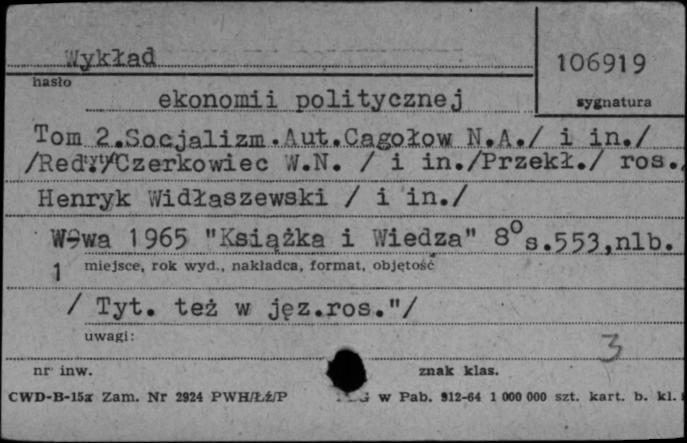 Wykład
106919
hasło
ekonomii politycznej
sygnatura
Tom 2.Socjalizm.Aut.Cagołow N.A./ i in./
/Red./Czerkowiec W.N. / i in./Przekł./ ros.
Henryk Widłaszewski / i in./
W-wa 1965 "Książka i Wiedza" 8° s.553,nlb.
1 miejsce, rok wyd., nakładca, format, objętość
/ Tyt. też w jęz.ros."/
uwagi:
3
nr inw.
znak klas.
CWD-B-15a Zam. Nr 2924 PWH/Łź/P w Pab. 912-64 1 000 000 szt. kart. b. kl.